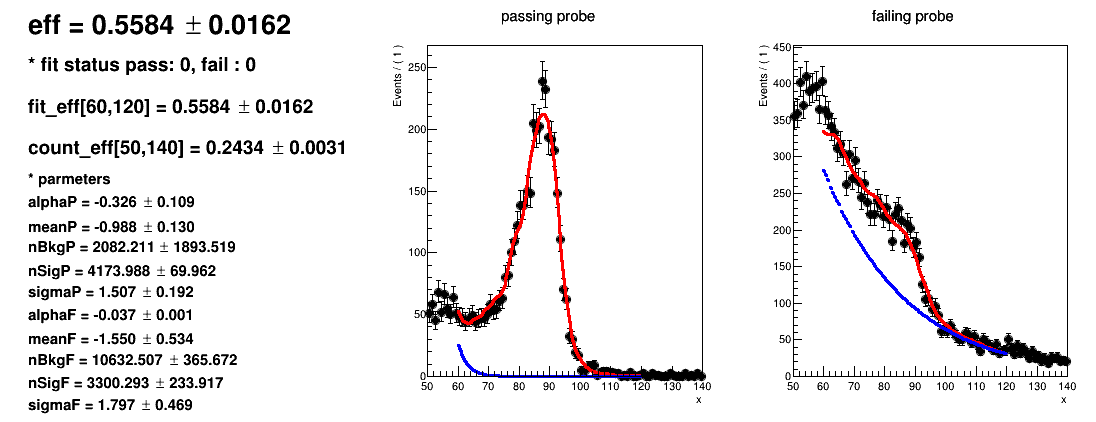 eff = 0.5584 ± 0.0162
* fit status pass: 0, fail : 0
fit_eff[60,120] = 0.5584 ± 0.0162
count_eff[50,140] = 0.2434 ± 0.0031
* parmeters
alphaP = -0.326 ± 0.109
meanP = -0.988 ± 0.130
nBkgP = 2082.211 ± 1893.519
nSigP = 4173.988 ± 69.962
sigmaP = 1.507 ± 0.192
alphaF = -0.037 ± 0.001
meanF = -1.550 ± 0.534
nBkgF = 10632.507 ± 365.672
nSigF = 3300.293 ± 233.917
sigmaF = 1.797 ± 0.469
passing probe
Events / ( 1 )
250
200
150
100
50
0
50 60 70 80 90 100 110 120 130 140
x
failing probe
Events / ( 1 )
450
400
350
300
250
200
150
100
50
0
50 60 70 80 90 100 110 120 130 140
x